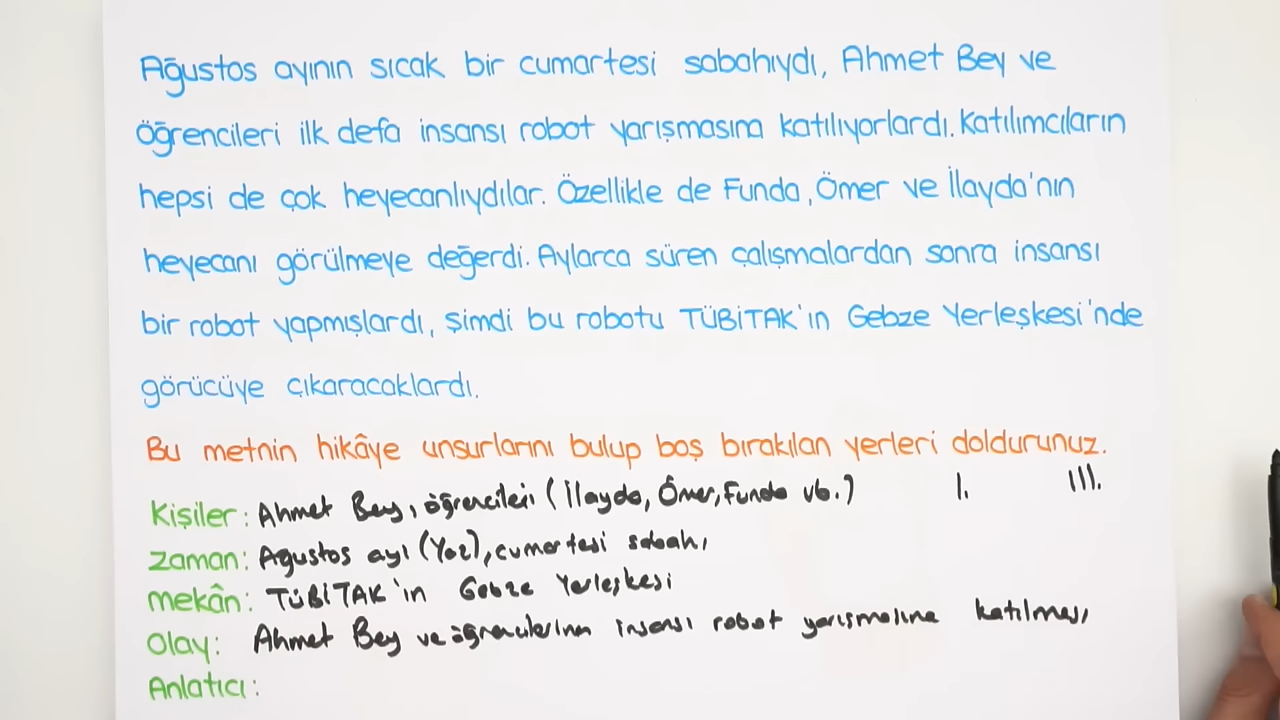 Ağustos ayının sıcak bir cumartesi sabahıydı, Ahmet Bey ve
öğrencileri ilk defa insansı robot yarışmasına katılıyorlardı. Katılımcıların
hepsi de çok heyecanlıydılar. Özellikle de Funda, Ömer ve İlayda'nın
heyecanı görülmeye değerdi. Aylarca süren çalışmalardan sonra insansı
bir robot yapmışlardı, şimdi bu robotu TÜBİTAK'ın Gebze Yerleşkesi'nde
görücüye çıkaracaklardı.
Bu metnin hikâye unsurlarını bulup boş bırakılan yerleri doldurunuz.
Kişiler: Ahmet Bey, öğrencileri (İlayda, Ömer, Funda vb.) I. III.
Zaman: Ağustos ayı (Yaz), cumartesi sabahı
Mekân: TÜBİTAK'ın Gebze Yerleşkesi
Olay: Ahmet Bey ve öğrencilerinin insansı robot yarışmasına katılması
Anlatıcı: